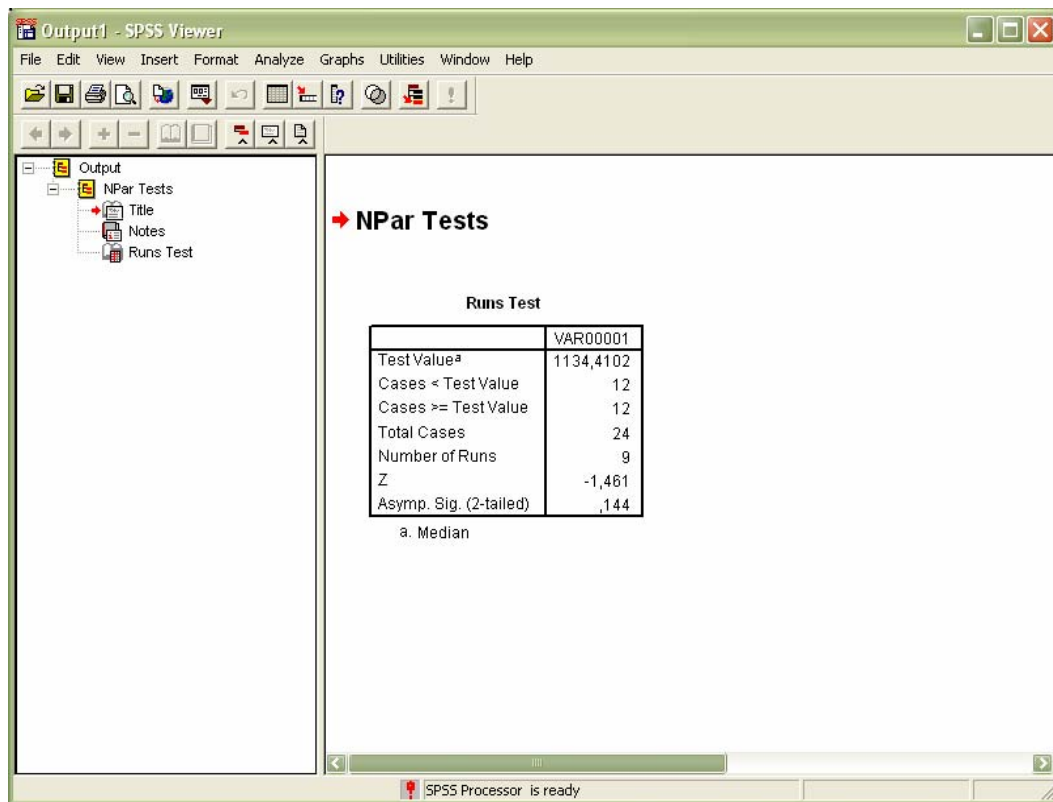 SPSS
Output1 - SPSS Viewer
File Edit View Insert Format Analyze Graphs Utilities Window Help
Output
NPar Tests
Title
Notes
Runs Test
NPar Tests
Runs Test
VAR00001
Test Valueᵃ 1134,4102
Cases < Test Value 12
Cases >= Test Value 12
Total Cases 24
Number of Runs 9
Z -1,461
Asymp. Sig. (2-tailed) ,144
a. Median
SPSS Processor is ready